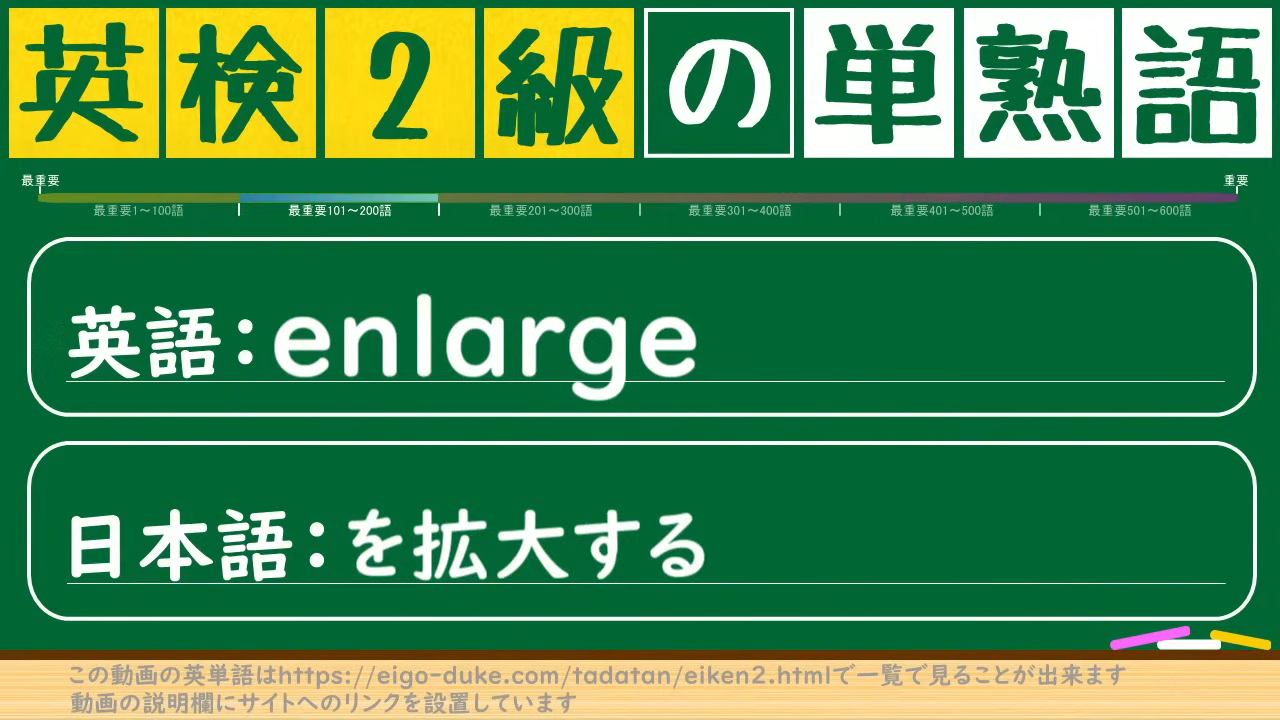 英検2級の単熟語
最重要 重要
最重要1〜100語 最重要101〜200語 最重要201〜300語 最重要301〜400語 最重要401〜500語 最重要501〜600語
英語：enlarge
日本語：を拡大する
この動画の英単語はhttps://eigo-duke.com/tadatan/eiken2.htmlで一覧で見ることが出来ます
動画の説明欄にサイトへのリンクを設置しています